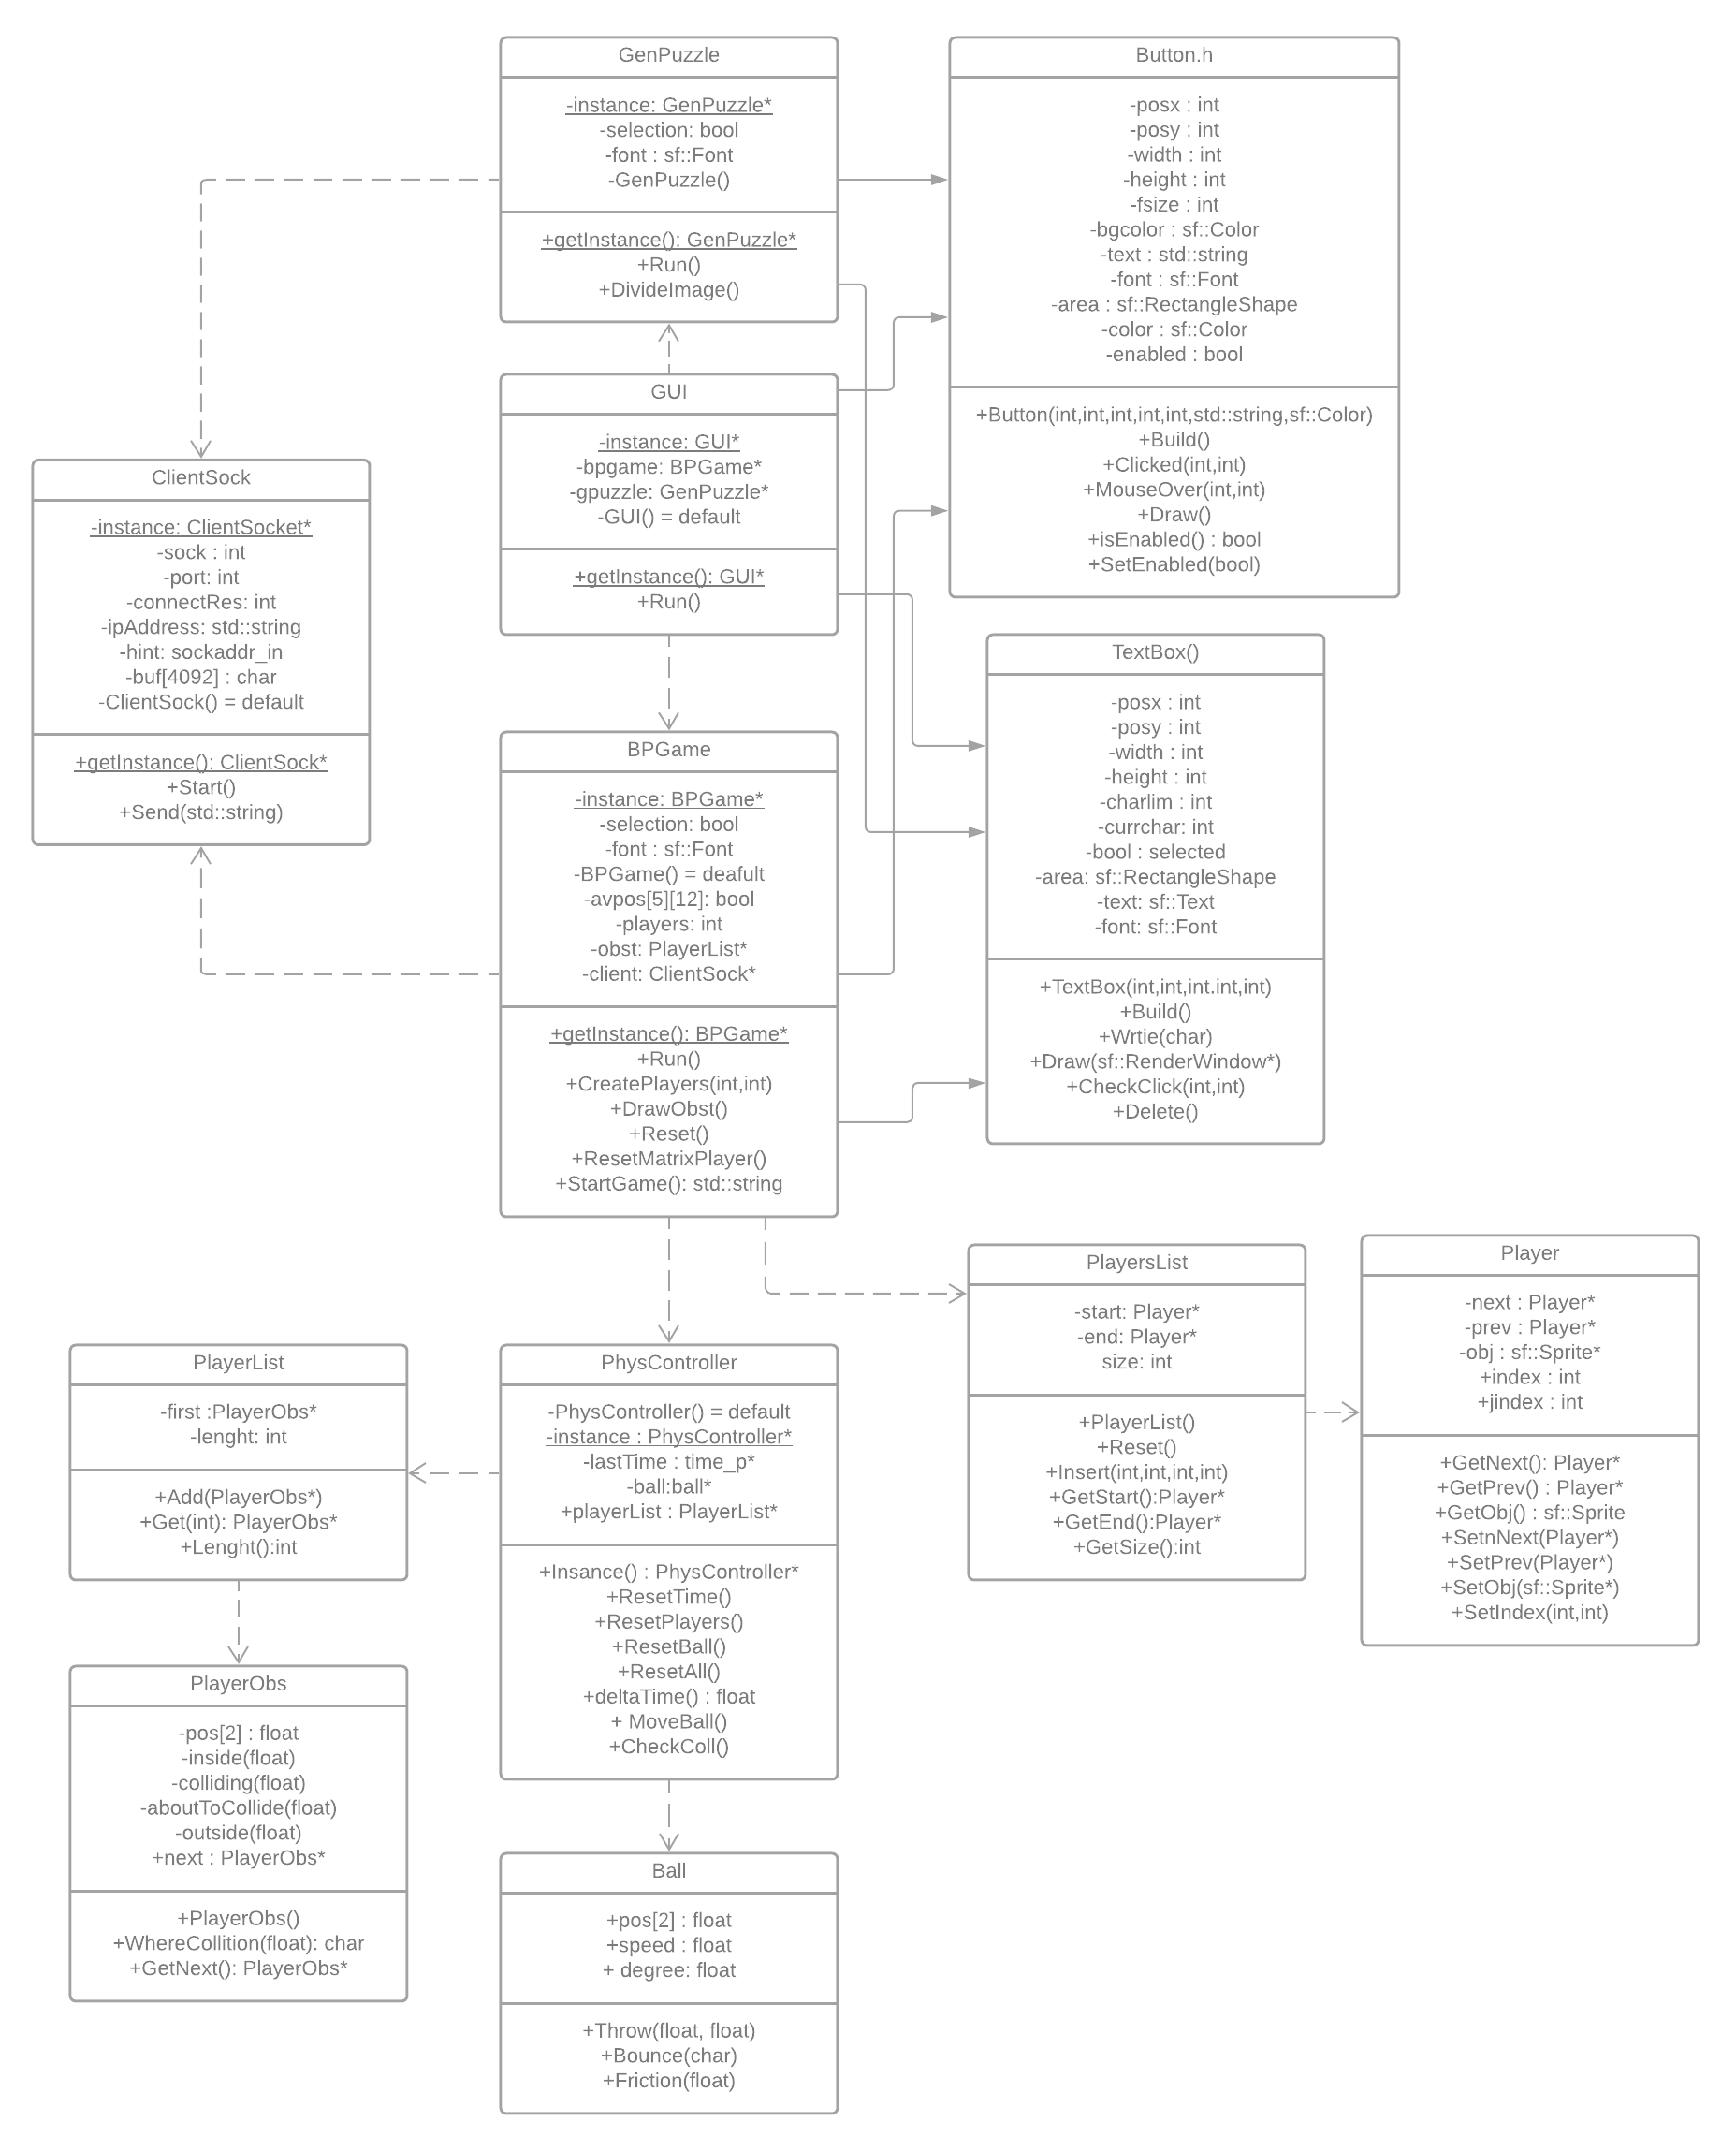 GenPuzzle
-instance: GenPuzzle*
-selection: bool
-font : sf::Font
-GenPuzzle()
+getInstance(): GenPuzzle*
+Run()
+DivideImage()
Button.h
-posx : int
-posy : int
-width : int
-height : int
-fsize : int
-bgcolor : sf::Color
-text : std::string
-font : sf::Font
-area : sf::RectangleShape
-color : sf::Color
-enabled : bool
+Button(int,int,int,int,int,std::string,sf::Color)
+Build()
+Clicked(int,int)
+MouseOver(int,int)
+Draw()
+isEnabled() : bool
+SetEnabled(bool)
GUI
-instance: GUI*
-bpgame: BPGame*
-gpuzzle: GenPuzzle*
-GUI() = default
+getInstance(): GUI*
+Run()
ClientSock
-instance: ClientSocket*
-sock : int
-port: int
-connectRes: int
-ipAddress: std::string
-hint: sockaddr_in
-buf[4092] : char
-ClientSock() = default
+getInstance(): ClientSock*
+Start()
+Send(std::string)
TextBox()
-posx : int
-posy : int
-width : int
-height : int
-charlim : int
-currchar: int
-bool : selected
-area: sf::RectangleShape
-text: sf::Text
-font: sf::Font
+TextBox(int,int,int.int,int)
+Build()
+Wrtie(char)
+Draw(sf::RenderWindow*)
+CheckClick(int,int)
+Delete()
BPGame
-instance: BPGame*
-selection: bool
-font : sf::Font
-BPGame() = deafult
-avpos[5][12]: bool
-players: int
-obst: PlayerList*
-client: ClientSock*
+getInstance(): BPGame*
+Run()
+CreatePlayers(int,int)
+DrawObst()
+Reset()
+ResetMatrixPlayer()
+StartGame(): std::string
PlayersList
-start: Player*
-end: Player*
size: int
+PlayerList()
+Reset()
+Insert(int,int,int,int)
+GetStart():Player*
+GetEnd():Player*
+GetSize():int
Player
-next : Player*
-prev : Player*
-obj : sf::Sprite*
+index : int
+jindex : int
+GetNext(): Player*
+GetPrev() : Player*
+GetObj() : sf::Sprite
+SetnNext(Player*)
+SetPrev(Player*)
+SetObj(sf::Sprite*)
+SetIndex(int,int)
PlayerList
-first :PlayerObs*
-lenght: int
+Add(PlayerObs*)
+Get(int): PlayerObs*
+Lenght():int
PhysController
-PhysController() = default
-instance : PhysController*
-lastTime : time_p*
-ball:ball*
+playerList : PlayerList*
+Insance() : PhysController*
+ResetTime()
+ResetPlayers()
+ResetBall()
+ResetAll()
+deltaTime() : float
+ MoveBall()
+CheckColl()
PlayerObs
-pos[2] : float
-inside(float)
-colliding(float)
-aboutToCollide(float)
-outside(float)
+next : PlayerObs*
+PlayerObs()
+WhereCollition(float): char
+GetNext(): PlayerObs*
Ball
+pos[2] : float
+speed : float
+ degree: float
+Throw(float, float)
+Bounce(char)
+Friction(float)